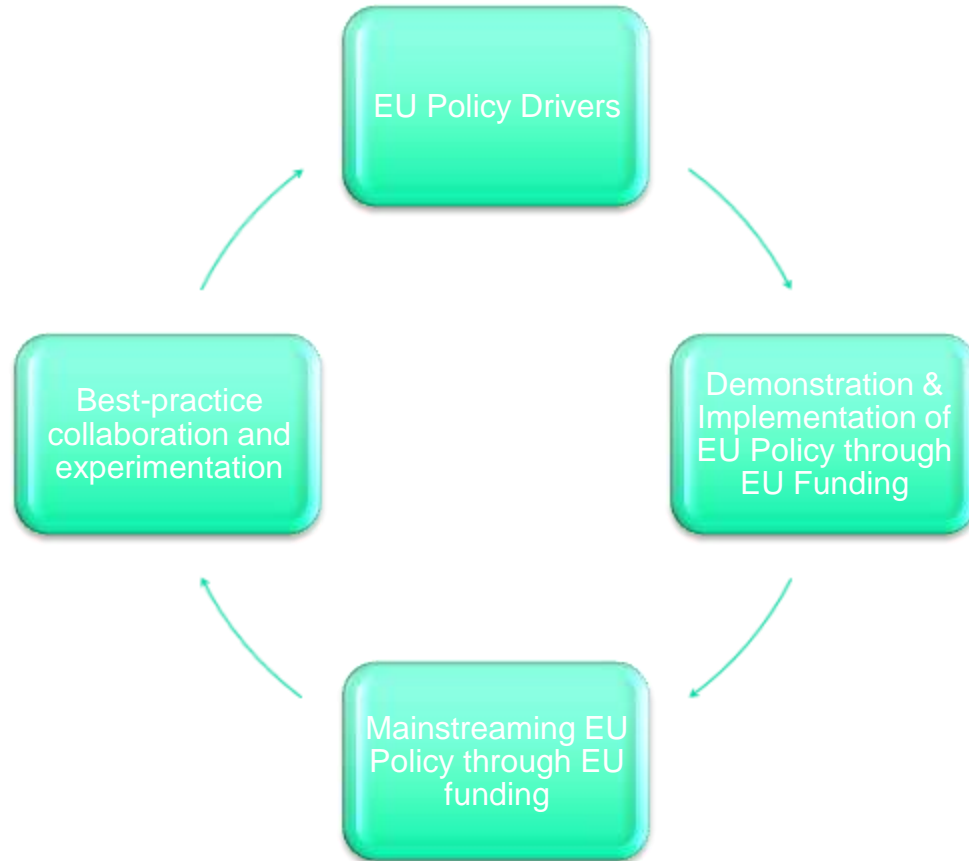 EU Policy Drivers
Best-practice
collaboration and
experimentation
Demonstration &
Implementation of
EU Policy through
EU Funding
Mainstreaming EU
Policy through EU
funding